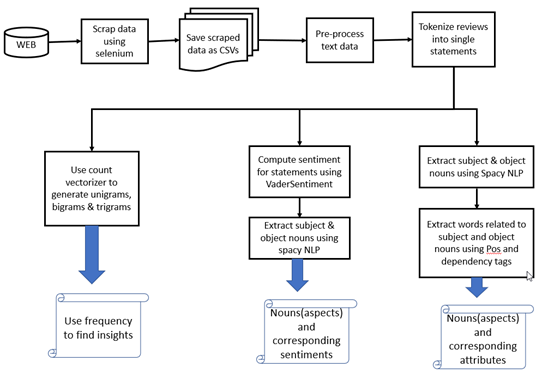 WEB
Scrap data
using
selenium
Save scraped
data as CSVs
Pre-process
text data
Tokenize reviews
into single
statements
Use count
vectorizer to
generate unigrams,
bigrams & trigrams
Compute sentiment
for statements using
VaderSentiment
Extract subject &
object nouns using
spacy NLP
Extract subject & object
nouns using Spacy NLP
Extract words related to
subject and object
nouns using Pos and
dependency tags
Use frequency
to find insights
Nouns(aspects)
and
corresponding
sentiments
Nouns(aspects)
and
corresponding
attributes